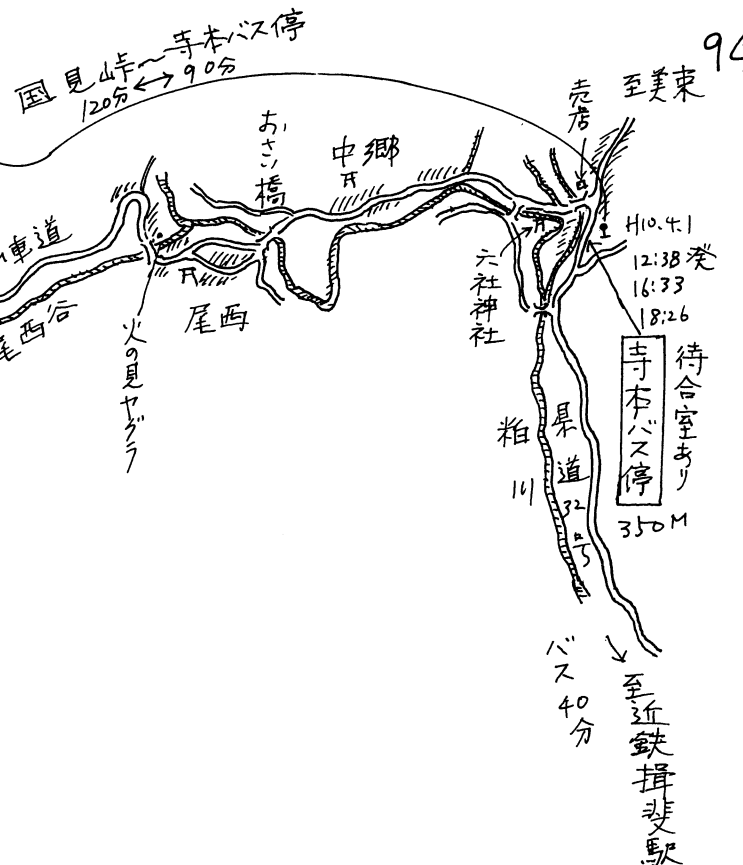 国見峠〜寺本バス停
120分 ↔ 90分
94
至美束
売店
おさい橋
中郷
車道
尾西谷
尾西
火の見ヤグラ
六社神社
H10.4.1
12:38発
16:33
18:26
待合室あり
寺本バス停
350M
粕川
県道32号
バス40分
至近鉄揖斐駅